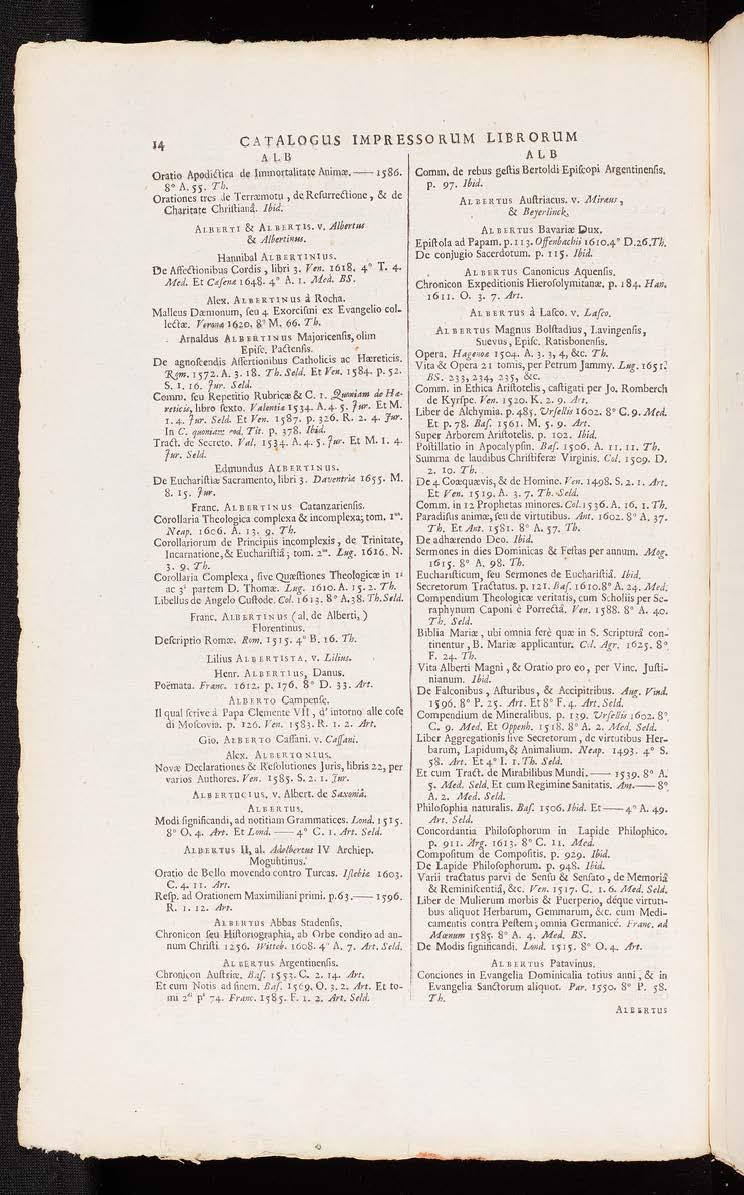 14 CATALOGUS IMPRESSORUM LIBRORUM
ALB
Oratio Apodictica de Immortalitate Animæ. —— 1586.
8° A. 55. Th.
Orationes tres de Terræmotu, de Resurrectione, & de
Charitate Christianâ. Ibid.
ALBERTI & ALBERTIS. v. Albertus
& Albertinus.
Hannibal ALBERTINIUS.
De Affectionibus Cordis, libri 3. Ven. 1618. 4° T. 4.
Med. Et Cæsenæ 1648. 4° A. 1. Med. BS.
Alex. ALBERTINUS à Rocha.
Malleus Dæmonum, seu 4 Exorcismi ex Evangelio col-
lectæ. Veronæ 1620. 8° M. 66. Th.
Arnaldus ALBERTINUS Majoricensis, olim
Episc. Pactensis.
De agnoscendis Assertionibus Catholicis ac Hæreticis.
Rom. 1572. A. 3. 18. Th. Seld. Et Ven. 1584. p. 52.
S. 1. 16. Jur. Seld.
Comm. seu Repetitio Rubricæ & C. 1. Quoniam de Hæ-
reticis, libro sexto. Valentiæ 1534. A. 4. 5. Jur. Et M.
1. 4. Jur. Seld. Et Ven. 1587. p. 326. R. 2. 4. Jur.
In C. quoniam eod. Tit. p. 378. Ibid.
Tract. de Secreto. Val. 1534. A. 4. 5. Jur. Et M. 1. 4.
Jur. Seld.
Edmundus ALBERTINUS.
De Eucharistiæ Sacramento, libri 3. Daventriæ 1655. M.
8. 15. Jur.
Franc. ALBERTINUS Catanzariensis.
Corollaria Theologica complexa & incomplexa; tom. 1us.
Neap. 1606. A. 13. 9. Th.
Corollariorum de Principiis incomplexis, de Trinitate,
Incarnatione, & Eucharistiâ; tom. 2us. Lug. 1616. N.
3. 9. Th.
Corollaria Complexa, sive Quæstiones Theologicæ in 1ª
ac 3ª partem D. Thomæ. Lug. 1610. A. 15. 2. Th.
Libellus de Angelo Custode. Col. 1613. 8° A. 38. Th. Seld.
Franc. ALBERTINUS (al. de Alberti,)
Florentinus.
Descriptio Romæ. Rom. 1515. 4° B. 16. Th.
Lilius ALBERTISTA, v. Lilius.
Henr. ALBERTIUS, Danus.
Poëmata. Franc. 1612. p. 176. 8° D. 33. Art.
ALBERTO Campense.
Il qual scrive à Papa Clemente VII, d'intorno alle cose
di Moscovia. p. 126. Ven. 1583. R. 1. 2. Art.
Gio. ALBERTO Cassani. v. Cassani.
Alex. ALBERTONIUS.
Novæ Declarationes & Resolutiones Juris, libris 22, per
varios Authores. Ven. 1585. S. 2. 1. Jur.
ALBERTUCIUS. v. Albert. de Saxoniâ.
ALBERTUS.
Modi significandi, ad notitiam Grammatices. Lond. 1515.
8° O. 4. Art. Et Lond. —— 4° C. 1. Art. Seld.
ALBERTUS II, al. Adelbertus IV Archiep.
Moguntinus.
Oratio de Bello movendo contro Turcas. Islebiæ 1603.
C. 4. 11. Art.
Resp. ad Orationem Maximiliani primi. p. 63. —— 1596.
R. 1. 12. Art.
ALBERTUS Abbas Stadensis.
Chronicon seu Historiographia, ab Orbe condito ad an-
num Christi 1256. Witteb. 1608. 4° A. 7. Art. Seld.
ALBERTUS Argentinensis.
Chronicon Austriæ. Bas. 1553. C. 2. 14. Art.
Et cum Notis ad finem. Bas. 1569. O. 3. 2. Art. Et to-
mi 2di ps 74. Franc. 1585. F. 1. 2. Art. Seld.
ALB
Comm. de rebus gestis Bertoldi Episcopi Argentinensis.
p. 97. Ibid.
ALBERTUS Austriacus. v. Miræus,
& Beyerlinck.
ALBERTUS Bavariæ Dux.
Epistola ad Papam. p. 113. Offenbachii 1610. 4° D. 26. Th.
De conjugio Sacerdotum. p. 115. Ibid.
ALBERTUS Canonicus Aquensis.
Chronicon Expeditionis Hierosolymitanæ. p. 184. Han.
1611. O. 3. 7. Art.
ALBERTUS à Lasco. v. Lasco.
ALBERTUS Magnus Bolstadius, Lavingensis,
Suevus, Episc. Ratisbonensis.
Opera. Hagenoæ 1504. A. 3. 3, 4, &c. Th.
Vita & Opera 21 tomis, per Petrum Jammy. Lug. 1651.
BS. 233, 234, 235, &c.
Comm. in Ethica Aristotelis, castigati per Jo. Romberch
de Kyrspe. Ven. 1520. K. 2. 9. Art.
Liber de Alchymia. p. 485. Ursellis 1602. 8° C. 9. Med.
Et p. 78. Bas. 1561. M. 5. 9. Art.
Super Arborem Aristotelis. p. 102. Ibid.
Postillatio in Apocalypsin. Bas. 1506. A. 11. 11. Th.
Summa de laudibus Christiferæ Virginis. Col. 1509. D.
2. 10. Th.
De 4 Coæquævis, & de Homine. Ven. 1498. S. 2. 1. Art.
Et Ven. 1519. A. 3. 7. Th. Seld.
Comm. in 12 Prophetas minores. Col. 1536. A. 16. 1. Th.
Paradisus animæ, seu de virtutibus. Ant. 1602. 8° A. 37.
Th. Et Ant. 1581. 8° A. 57. Th.
De adhærendo Deo. Ibid.
Sermones in dies Dominicas & Festas per annum. Mog.
1615. 8° A. 98. Th.
Eucharisticum, seu Sermones de Eucharistiâ. Ibid.
Secretorum Tractatus. p. 121. Bas. 1610. 8° A. 24. Med.
Compendium Theologicæ veritatis, cum Scholiis per Se-
raphynum Caponi è Porrectâ. Ven. 1588. 8° A. 40.
Th. Seld.
Biblia Mariæ, ubi omnia ferè quæ in S. Scripturâ con-
tinentur, B. Mariæ applicantur. Col. Agr. 1625. 8°
F. 24. Th.
Vita Alberti Magni, & Oratio pro eo, per Vinc. Justi-
nianum. Ibid.
De Falconibus, Asturibus, & Accipitribus. Aug. Vind.
1596. 8° P. 25. Art. Et 8° F. 4. Art. Seld.
Compendium de Mineralibus. p. 139. Ursellis 1602. 8°
C. 9. Med. Et Oppenh. 1518. 8° A. 2. Med. Seld.
Liber Aggregationis sive Secretorum, de virtutibus Her-
barum, Lapidum, & Animalium. Neap. 1493. 4° S.
58. Art. Et 4° I. 1. Th. Seld.
Et cum Tract. de Mirabilibus Mundi. —— 1539. 8° A.
5. Med. Seld. Et cum Regimine Sanitatis. Ant. —— 8°
A. 2. Med. Seld.
Philosophia naturalis. Bas. 1506. Ibid. Et —— 4° A. 49.
Art. Seld.
Concordantia Philosophorum in Lapide Philophico.
p. 911. Arg. 1613. 8° C. 11. Med.
Compositum de Compositis. p. 929. Ibid.
De Lapide Philosophorum. p. 948. Ibid.
Varii tractatus parvi de Sensu & Sensato, de Memoriâ
& Reminiscentiâ, &c. Ven. 1517. C. 1. 6. Med. Seld.
Liber de Mulierum morbis & Puerperio, déque virtuti-
bus aliquot Herbarum, Gemmarum, &c. cum Medi-
camentis contra Pestem; omnia Germanicè. Franc. ad
Mœnum 1585. 8° A. 4. Med. BS.
De Modis significandi. Lond. 1515. 8° O. 4. Art.
ALBERTUS Patavinus.
Conciones in Evangelia Dominicalia totius anni, & in
Evangelia Sanctorum aliquot. Par. 1550. 8° P. 58.
Th.
ALBERTUS